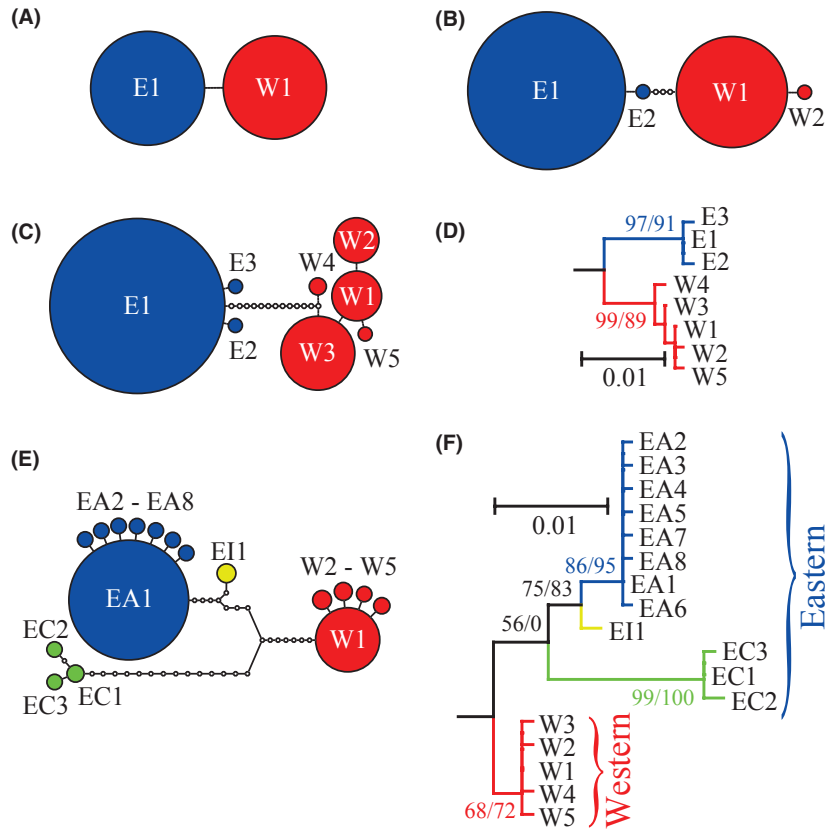 (A)
E1
W1
(B)
E1
E2
W1
W2
(C)
E1
E3
E2
W4
W2
W1
W3
W5
(D)
97/91
E3
E1
E2
99/89
W4
W3
W1
W2
W5
0.01
(E)
EA2 - EA8
EA1
EI1
W2 - W5
W1
EC2
EC3
EC1
(F)
0.01
EA2
EA3
EA4
EA5
EA7
EA8
EA1
EA6
86/95
75/83
EI1
56/0
EC3
EC1
EC2
99/100
Eastern
W3
W2
W1
W4
W5
68/72
Western